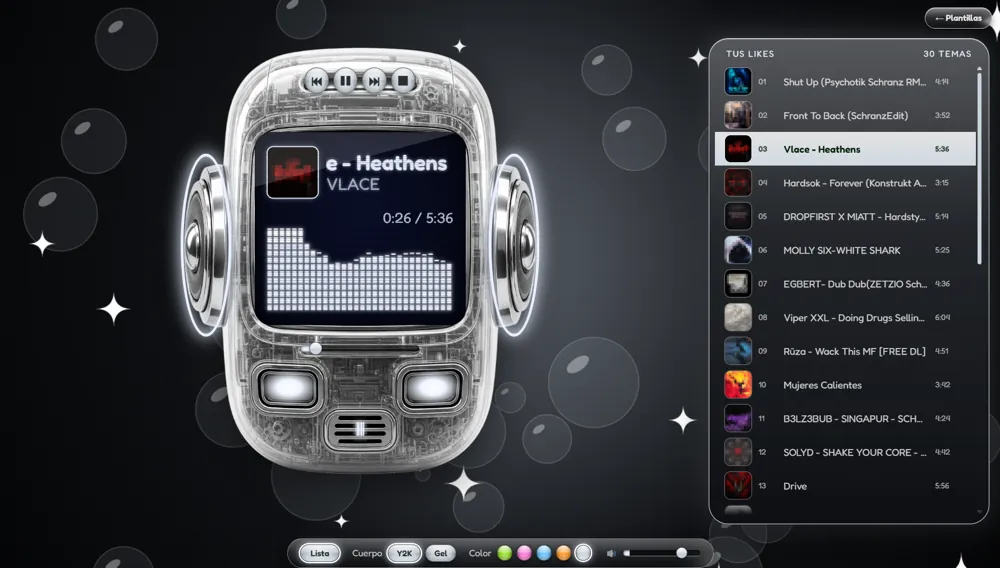 ← Plantillas
e - Heathens
VLACE
0:26 / 5:36
TUS LIKES 30 TEMAS
01 Shut Up (Psychotik Schranz RM... 4:14
02 Front To Back (SchranzEdit) 3:52
03 Vlace - Heathens 5:36
04 Hardsok - Forever (Konstrukt A... 3:15
05 DROPFIRST X MIATT - Hardsty... 5:14
06 MOLLY SIX-WHITE SHARK 5:25
07 EGBERT- Dub Dub(ZETZIO Sch... 4:36
08 Viper XXL - Doing Drugs Sellin... 6:04
09 Rüza - Wack This MF [FREE DL] 4:51
10 Mujeres Calientes 3:42
11 B3LZ3BUB - SINGAPUR - SCH... 4:24
12 SOLYD - SHAKE YOUR CORE - ... 4:42
13 Drive 5:56
Lista Cuerpo Y2K Gel Color